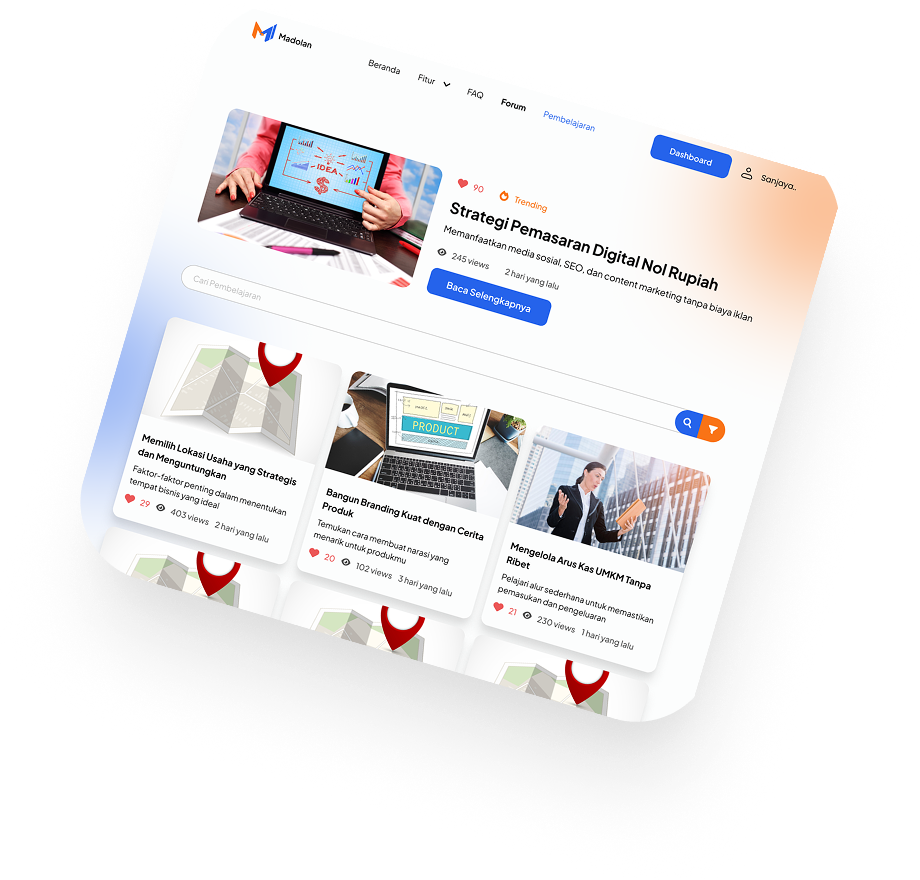 Madolan
Beranda
Fitur
FAQ
Forum
Pembelajaran
Dashboard
Sanjaya..
IDEA
90
Trending
Strategi Pemasaran Digital Nol Rupiah
Memanfaatkan media sosial, SEO, dan content marketing tanpa biaya iklan
245 views
2 hari yang lalu
Baca Selengkapnya
Cari Pembelajaran
Memilih Lokasi Usaha yang Strategis
dan Menguntungkan
Faktor-faktor penting dalam menentukan
tempat bisnis yang ideal
29
403 views
2 hari yang lalu
PRODUCT
Bangun Branding Kuat dengan Cerita
Produk
Temukan cara membuat narasi yang
menarik untuk produkmu
20
102 views
3 hari yang lalu
Mengelola Arus Kas UMKM Tanpa
Ribet
Pelajari alur sederhana untuk memastikan
pemasukan dan pengeluaran
21
230 views
1 hari yang lalu